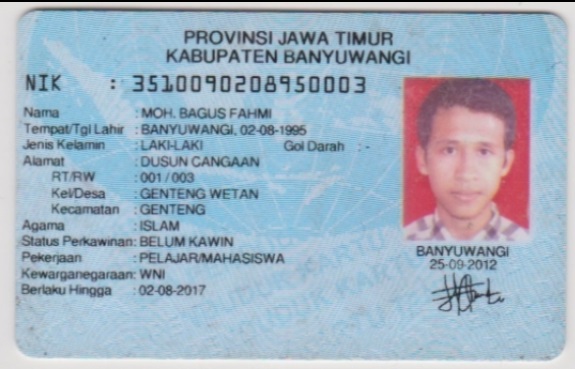 PROVINSI JAWA TIMUR
KABUPATEN BANYUWANGI
NIK : 3510090208950003
Nama : MOH. BAGUS FAHMI
Tempat/Tgl Lahir : BANYUWANGI, 02-08-1995
Jenis Kelamin : LAKI-LAKI Gol Darah : -
Alamat : DUSUN CANGAAN
RT/RW : 001 / 003
Kel/Desa : GENTENG WETAN
Kecamatan : GENTENG
Agama : ISLAM
Status Perkawinan: BELUM KAWIN
Pekerjaan : PELAJAR/MAHASISWA
Kewarganegaraan: WNI
Berlaku Hingga : 02-08-2017
BANYUWANGI
25-09-2012